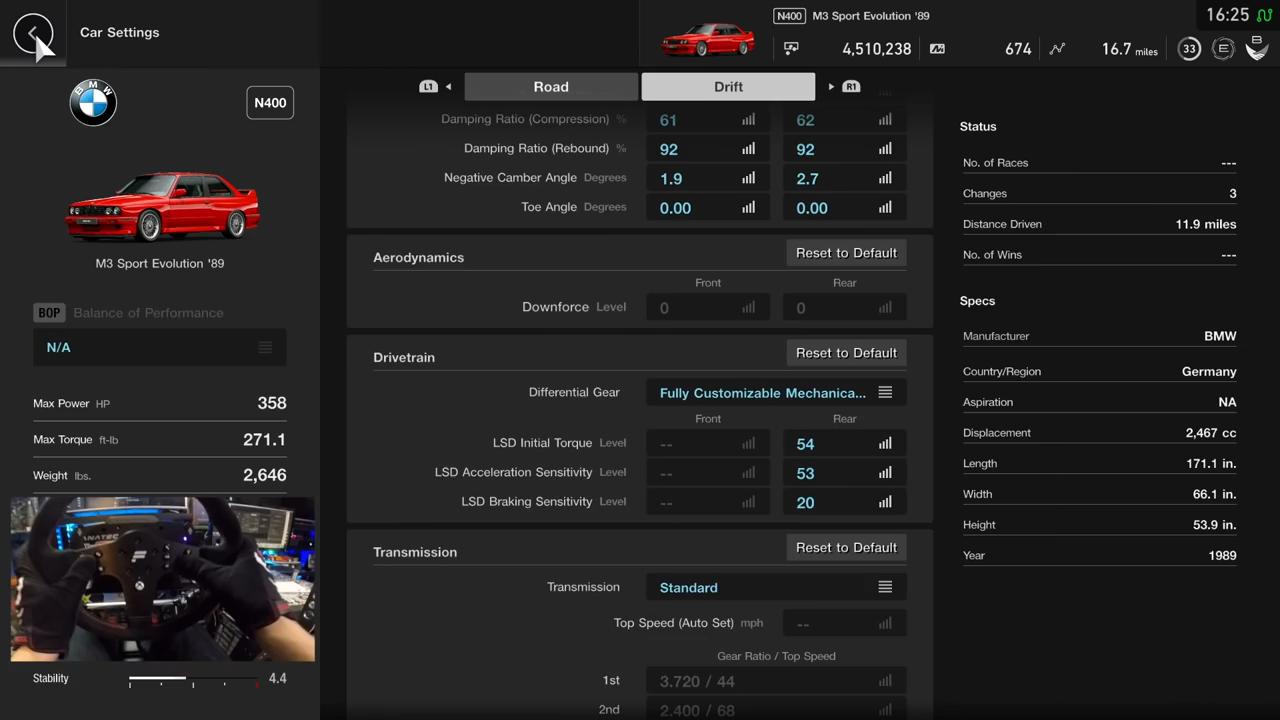 Car Settings
N400 M3 Sport Evolution '89
16:25
4,510,238 674 16.7 miles 33 E B
BMW
N400
M3 Sport Evolution '89
BOP Balance of Performance
N/A
Max Power HP 358
Max Torque ft-lb 271.1
Weight lbs. 2,646
FANATEC
Stability 4.4
L1 Road Drift R1
Damping Ratio (Compression) % 61 62
Damping Ratio (Rebound) % 92 92
Negative Camber Angle Degrees 1.9 2.7
Toe Angle Degrees 0.00 0.00
Aerodynamics Reset to Default
Front Rear
Downforce Level 0 0
Drivetrain Reset to Default
Differential Gear Fully Customizable Mechanica...
Front Rear
LSD Initial Torque Level -- 54
LSD Acceleration Sensitivity Level -- 53
LSD Braking Sensitivity Level -- 20
Transmission Reset to Default
Transmission Standard
Top Speed (Auto Set) mph --
Gear Ratio / Top Speed
1st 3.720 / 44
2nd 2.400 / 68
Status
No. of Races ---
Changes 3
Distance Driven 11.9 miles
No. of Wins ---
Specs
Manufacturer BMW
Country/Region Germany
Aspiration NA
Displacement 2,467 cc
Length 171.1 in.
Width 66.1 in.
Height 53.9 in.
Year 1989